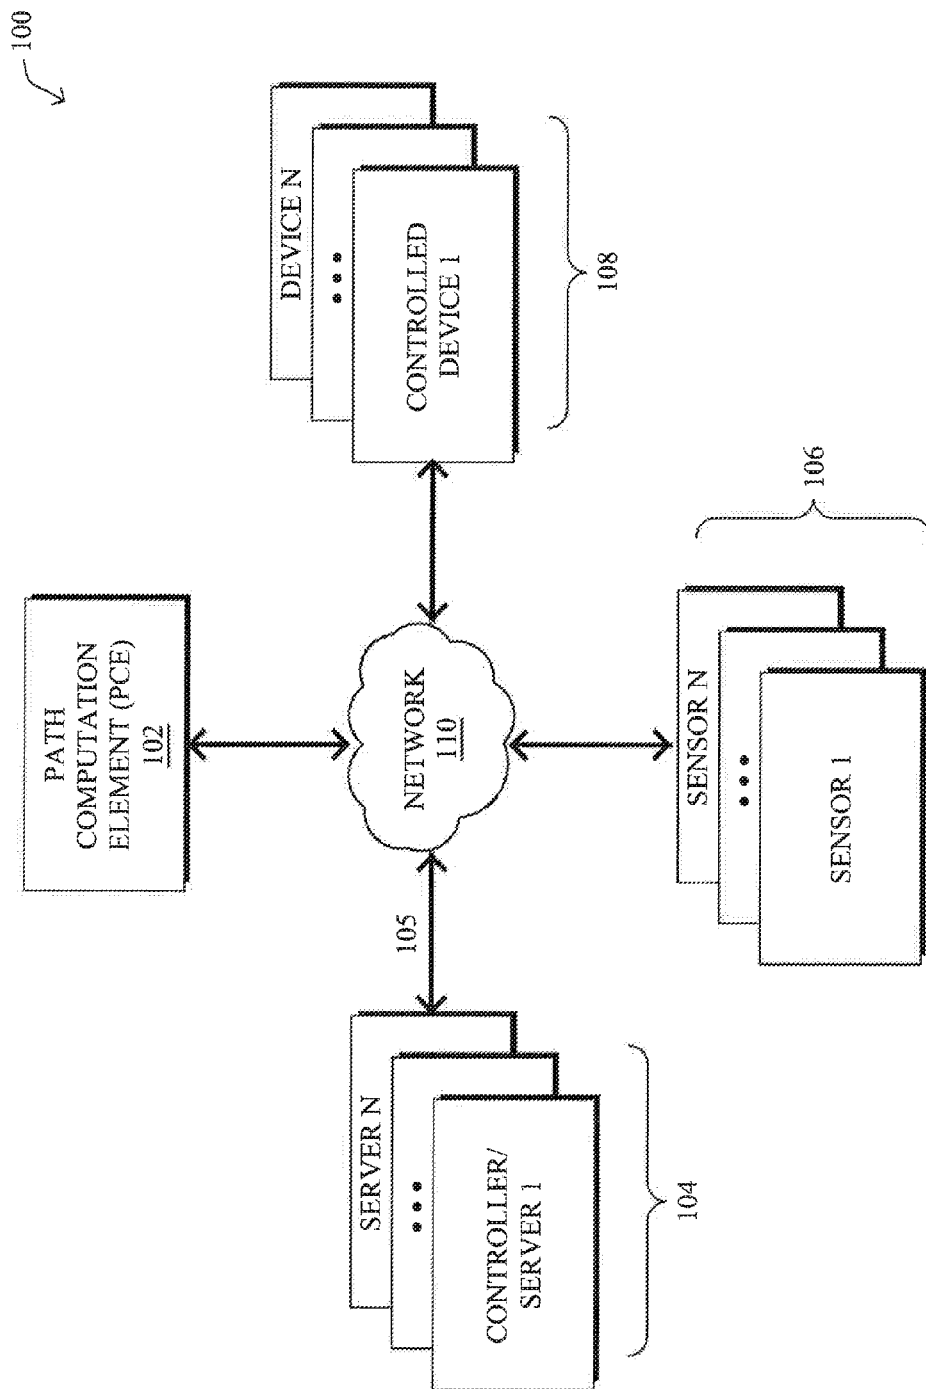 100
PATH
COMPUTATION
ELEMENT (PCE)
102
SERVER N
•••
CONTROLLER/
SERVER 1
104
105
NETWORK
110
DEVICE N
•••
CONTROLLED
DEVICE 1
108
SENSOR N
•••
SENSOR 1
106